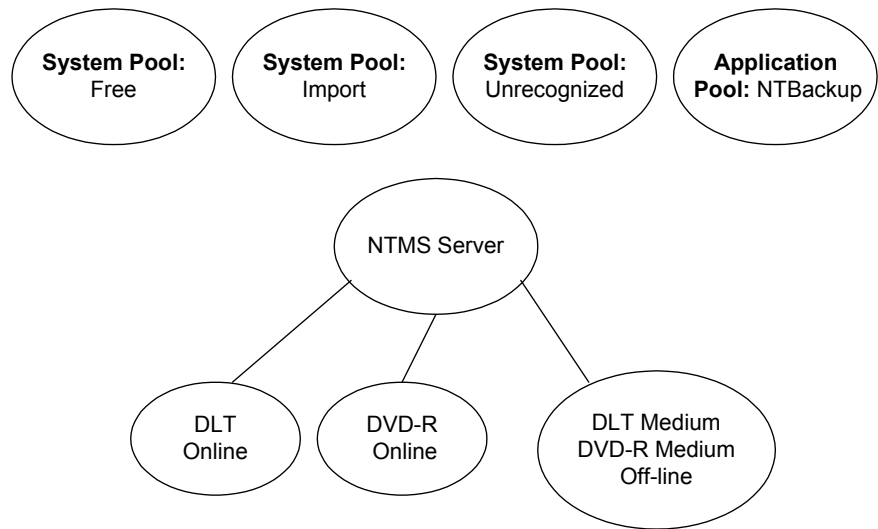 System Pool:
Free
System Pool:
Import
System Pool:
Unrecognized
Application
Pool: NTBackup
NTMS Server
DLT
Online
DVD-R
Online
DLT Medium
DVD-R Medium
Off-line